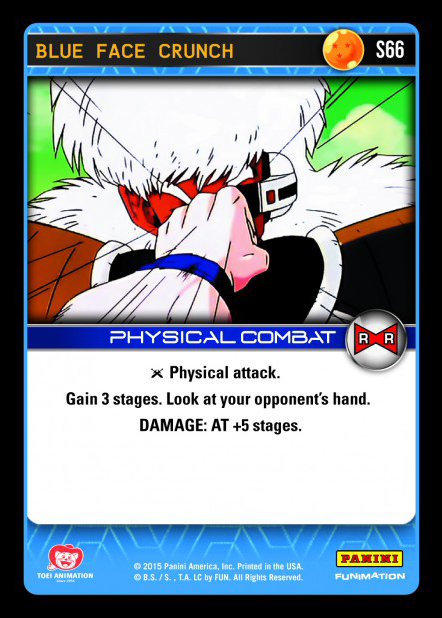 BLUE FACE CRUNCH S66
PHYSICAL COMBAT R R
Physical attack.
Gain 3 stages. Look at your opponent's hand.
DAMAGE: AT +5 stages.
TOEI ANIMATION
© 2015 Panini America, Inc. Printed in the USA.
© B.S. / S. , T.A. LC by FUN. All Rights Reserved.
PANINI
FUNIMATION